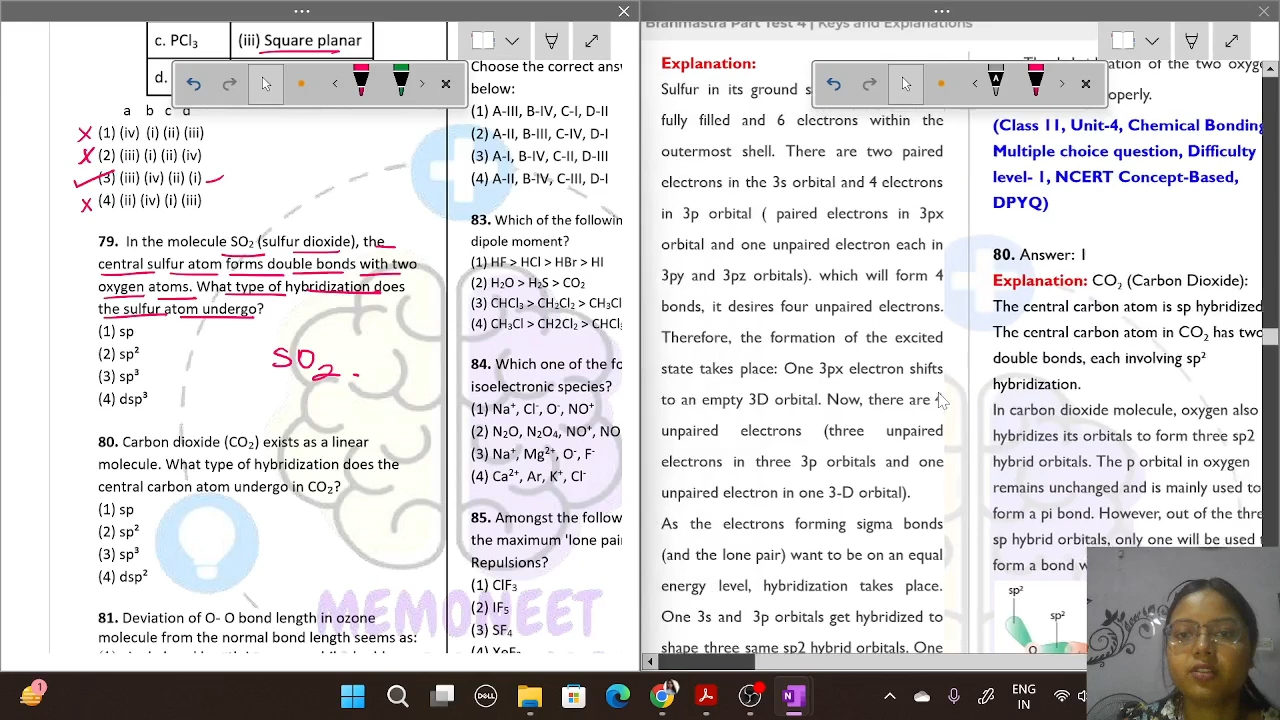 c. PCl₃ (iii) Square planar
d.
a b c d
(1) (iv) (i) (ii) (iii)
(2) (iii) (i) (ii) (iv)
(3) (iii) (iv) (ii) (i)
(4) (ii) (iv) (i) (iii)
79. In the molecule SO₂ (sulfur dioxide), the
central sulfur atom forms double bonds with two
oxygen atoms. What type of hybridization does
the sulfur atom undergo?
(1) sp
(2) sp²
(3) sp³
(4) dsp³
SO₂.
80. Carbon dioxide (CO₂) exists as a linear
molecule. What type of hybridization does the
central carbon atom undergo in CO₂?
(1) sp
(2) sp²
(3) sp³
(4) dsp²
81. Deviation of O- O bond length in ozone
molecule from the normal bond length seems as:
Choose the correct ans
below:
(1) A-III, B-IV, C-I, D-II
(2) A-II, B-III, C-IV, D-I
(3) A-I, B-IV, C-II, D-III
(4) A-II, B-IV, C-III, D-I
83. Which of the followin
dipole moment?
(1) HF > HCl > HBr > HI
(2) H₂O > H₂S > CO₂
(3) CHCl₃ > CH₂Cl₂ > CH₃Cl
(4) CH₃Cl > CH2Cl₂ > CHCl₃
84. Which one of the fo
isoelectronic species?
(1) Na⁺, Cl⁻, O⁻, NO⁺
(2) N₂O, N₂O₄, NO⁺, NO
(3) Na⁺, Mg²⁺, O⁻, F⁻
(4) Ca²⁺, Ar, K⁺, Cl⁻
85. Amongst the follow
the maximum 'lone pai
Repulsions?
(1) ClF₃
(2) IF₅
(3) SF₄
(4) XeF₂
MEMONEET
Brahmastra Part Test 4 | Keys and Explanations
Explanation:
Sulfur in its ground s
fully filled and 6 electrons within the
outermost shell. There are two paired
electrons in the 3s orbital and 4 electrons
in 3p orbital ( paired electrons in 3px
orbital and one unpaired electron each in
3py and 3pz orbitals). which will form 4
bonds, it desires four unpaired electrons.
Therefore, the formation of the excited
state takes place: One 3px electron shifts
to an empty 3D orbital. Now, there are 4
unpaired electrons (three unpaired
electrons in three 3p orbitals and one
unpaired electron in one 3-D orbital).
As the electrons forming sigma bonds
(and the lone pair) want to be on an equal
energy level, hybridization takes place.
One 3s and 3p orbitals get hybridized to
shape three same sp2 hybrid orbitals. One
of the two oxyg
operly.
(Class 11, Unit-4, Chemical Bonding
Multiple choice question, Difficulty
level- 1, NCERT Concept-Based,
DPYQ)
80. Answer: 1
Explanation: CO₂ (Carbon Dioxide):
The central carbon atom is sp hybridized
The central carbon atom in CO₂ has two
double bonds, each involving sp²
hybridization.
In carbon dioxide molecule, oxygen also
hybridizes its orbitals to form three sp2
hybrid orbitals. The p orbital in oxygen
remains unchanged and is mainly used to
form a pi bond. However, out of the thre
sp hybrid orbitals, only one will be used
form a bond w
sp²
sp²
O
DELL
ENG
IN
1